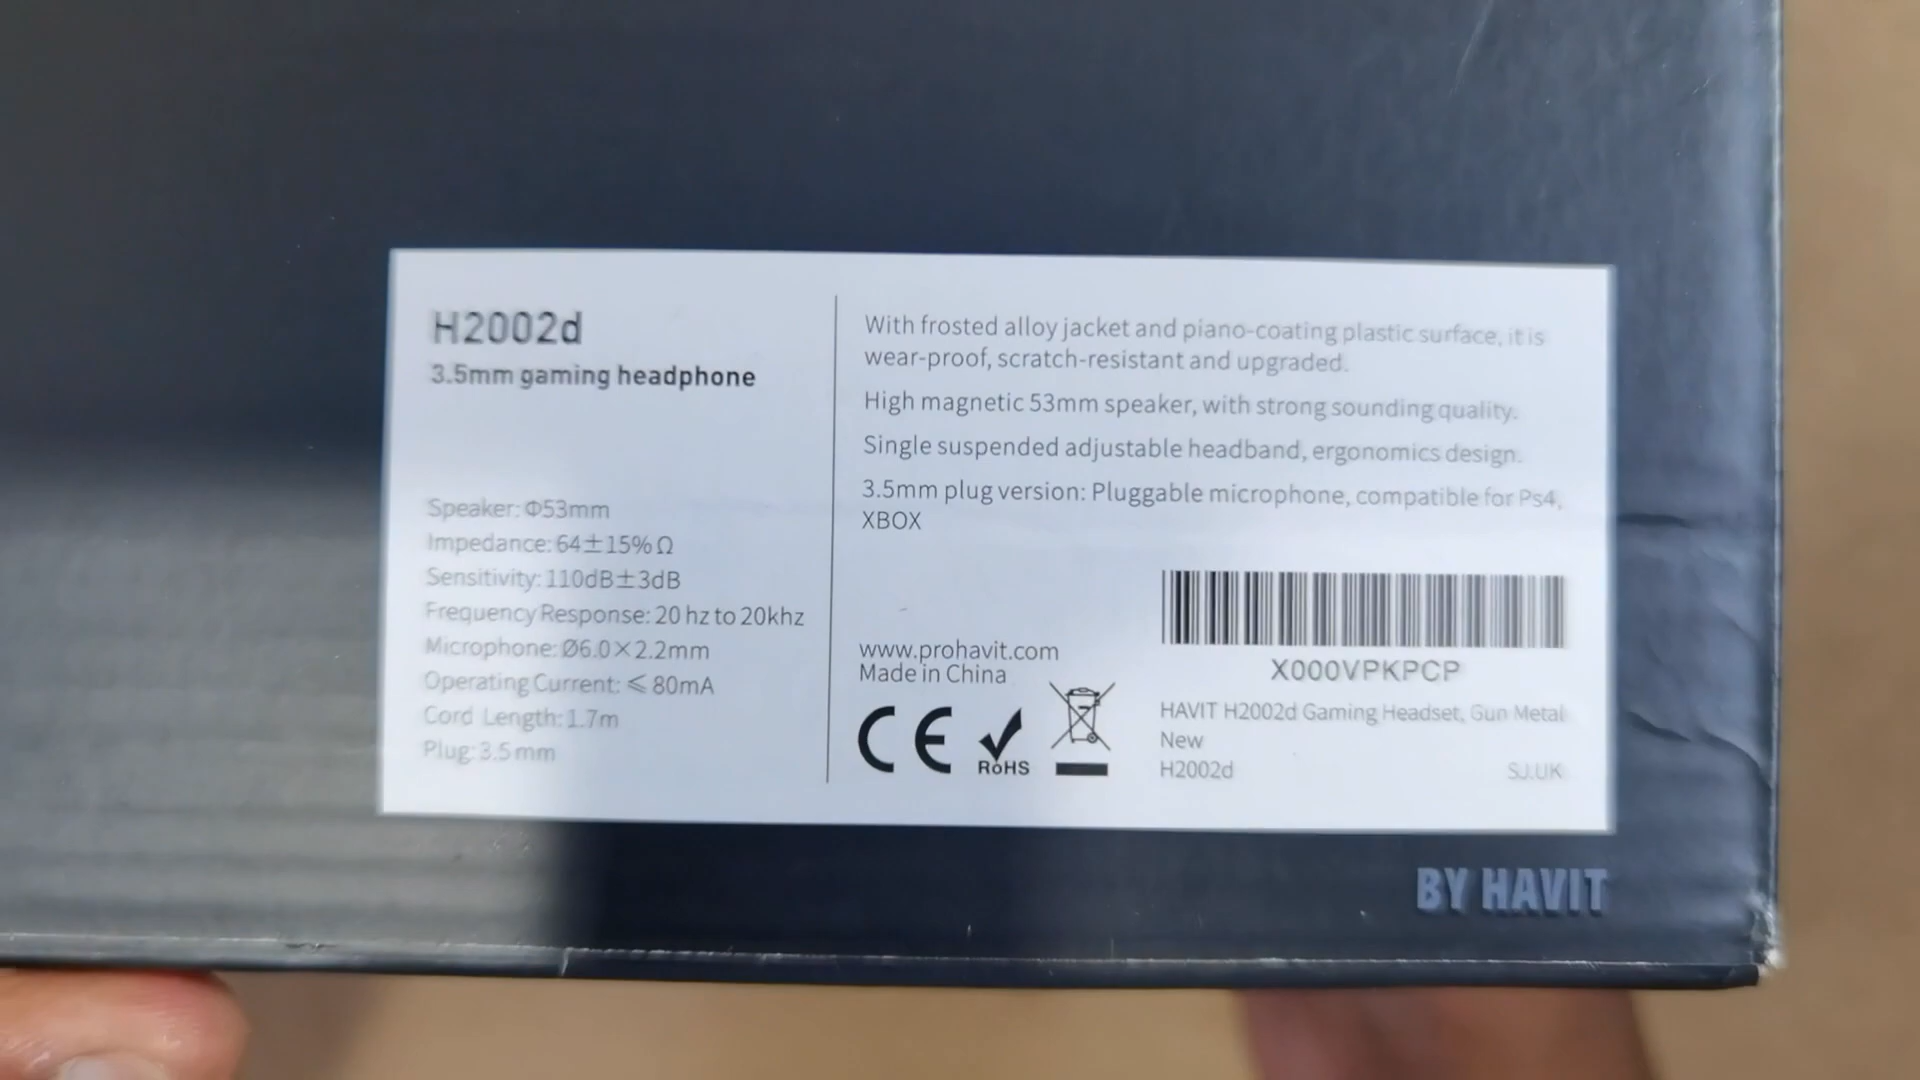 H2002d
3.5mm gaming headphone
Speaker: Φ53mm
Impedance: 64±15% Ω
Sensitivity: 110dB±3dB
Frequency Response: 20 hz to 20khz
Microphone: Ø6.0×2.2mm
Operating Current: ≤ 80mA
Cord Length: 1.7m
Plug: 3.5 mm
With frosted alloy jacket and piano-coating plastic surface, it is
wear-proof, scratch-resistant and upgraded.
High magnetic 53mm speaker, with strong sounding quality.
Single suspended adjustable headband, ergonomics design.
3.5mm plug version: Pluggable microphone, compatible for Ps4,
XBOX
www.prohavit.com
Made in China
CE
RoHS
X000VPKPCP
HAVIT H2002d Gaming Headset, Gun Metal
New
H2002d
SJ.UK
BY HAVIT